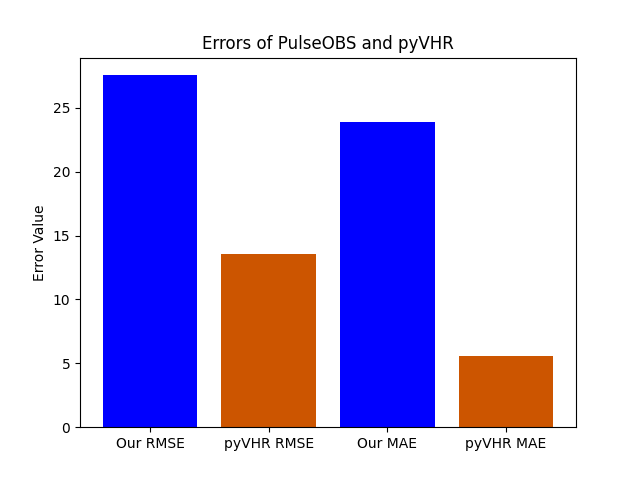 Errors of PulseOBS and pyVHR
Error Value
25
20
15
10
5
0
Our RMSE
pyVHR RMSE
Our MAE
pyVHR MAE